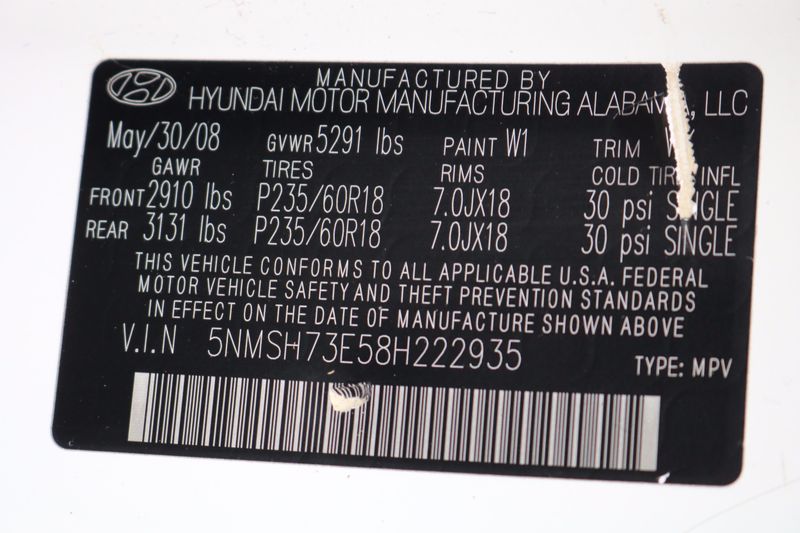 MANUFACTURED BY
HYUNDAI MOTOR MANUFACTURING ALABAMA, LLC
May/30/08 GVWR 5291 lbs PAINT W1 TRIM
GAWR TIRES RIMS COLD TIRE INFL
FRONT 2910 lbs P235/60R18 7.0JX18 30 psi SINGLE
REAR 3131 lbs P235/60R18 7.0JX18 30 psi SINGLE
THIS VEHICLE CONFORMS TO ALL APPLICABLE U.S.A. FEDERAL
MOTOR VEHICLE SAFETY AND THEFT PREVENTION STANDARDS
IN EFFECT ON THE DATE OF MANUFACTURE SHOWN ABOVE
V.I.N 5NMSH73E58H222935 TYPE: MPV